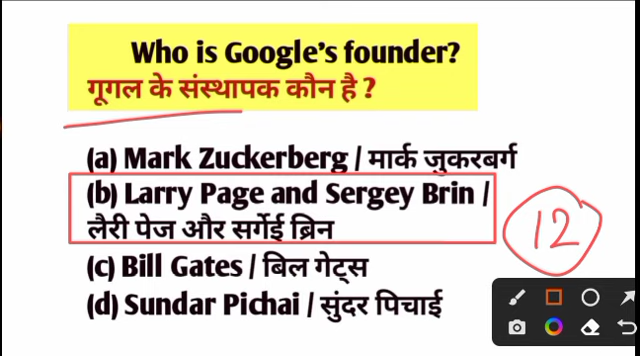 Who is Google's founder?
गूगल के संस्थापक कौन है ?
(a) Mark Zuckerberg / मार्क जुकरबर्ग
(b) Larry Page and Sergey Brin /
लैरी पेज और सर्गेई ब्रिन
12
(c) Bill Gates / बिल गेट्स
(d) Sundar Pichai / सुंदर पिचाई